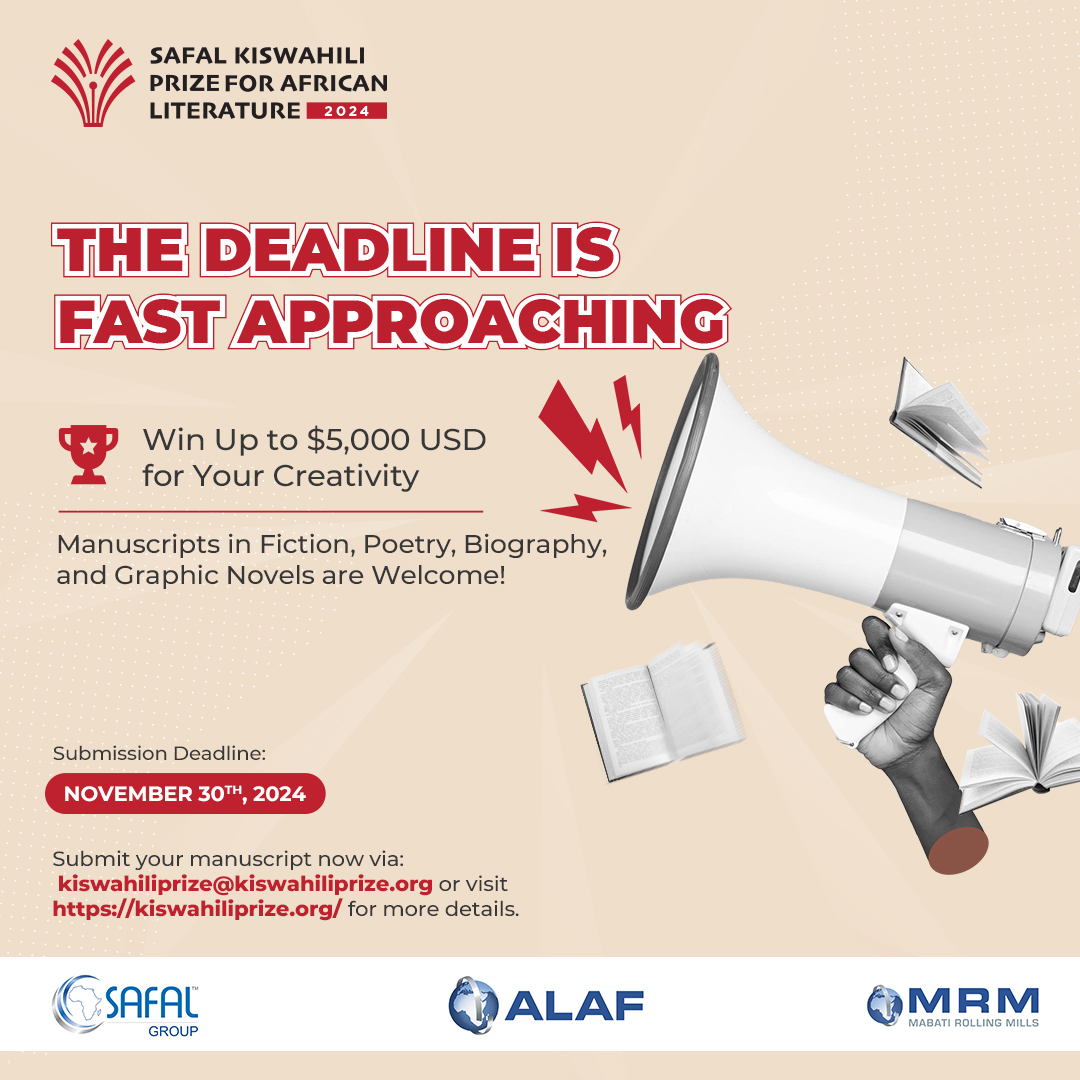 SAFAL KISWAHILI
PRIZE FOR AFRICAN
LITERATURE 2024
THE DEADLINE IS
FAST APPROACHING
Win Up to $5,000 USD
for Your Creativity
Manuscripts in Fiction, Poetry, Biography,
and Graphic Novels are Welcome!
Submission Deadline:
NOVEMBER 30TH, 2024
Submit your manuscript now via:
kiswahiliprize@kiswahiliprize.org or visit
https://kiswahiliprize.org/ for more details.
SAFAL™
GROUP
ALAF
MRM
MABATI ROLLING MILLS